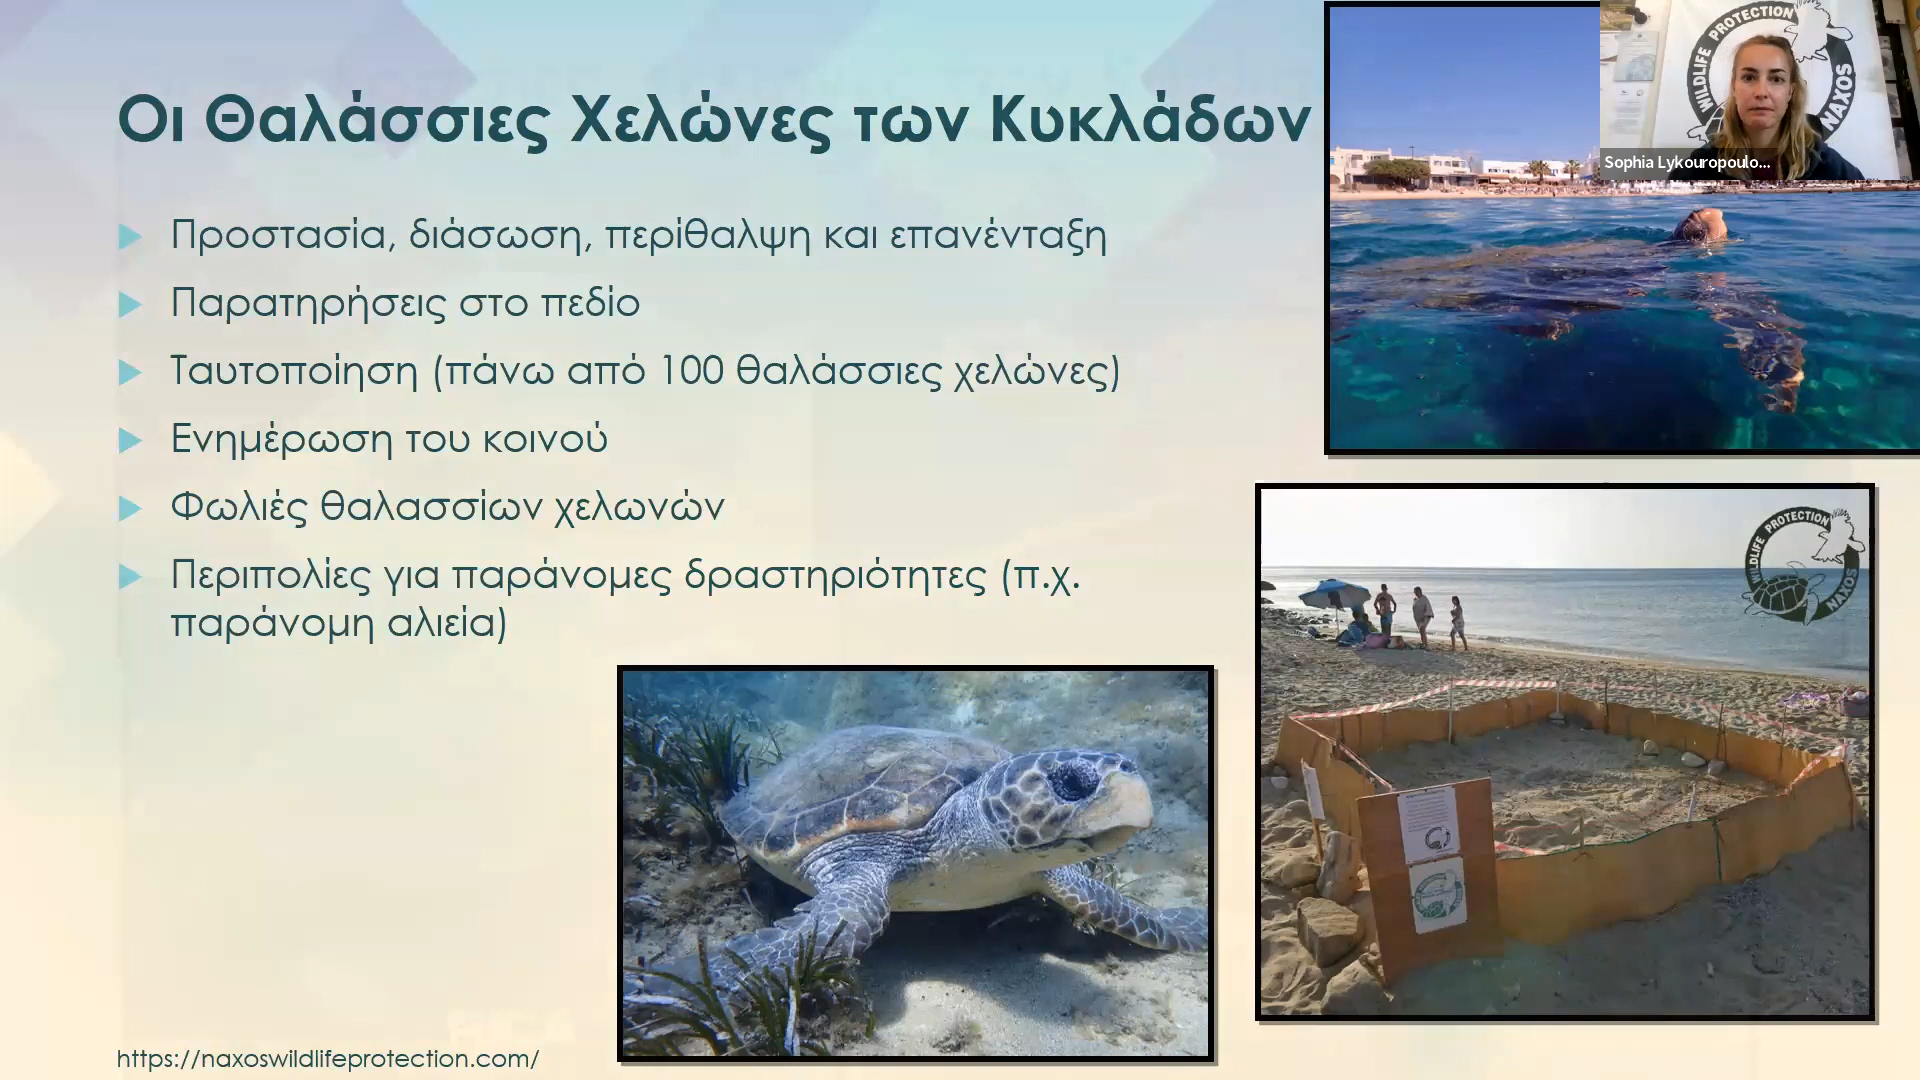 Οι Θαλάσσιες Χελώνες των Κυκλάδων
Προστασία, διάσωση, περίθαλψη και επανένταξη
Παρατηρήσεις στο πεδίο
Ταυτοποίηση (πάνω από 100 θαλάσσιες χελώνες)
Ενημέρωση του κοινού
Φωλιές θαλασσίων χελωνών
Περιπολίες για παράνομες δραστηριότητες (π.χ.
παράνομη αλιεία)
https://naxoswildlifeprotection.com/
WILDLIFE PROTECTION NAXOS
Sophia Lykouropoulo...
WILDLIFE PROTECTION NAXOS